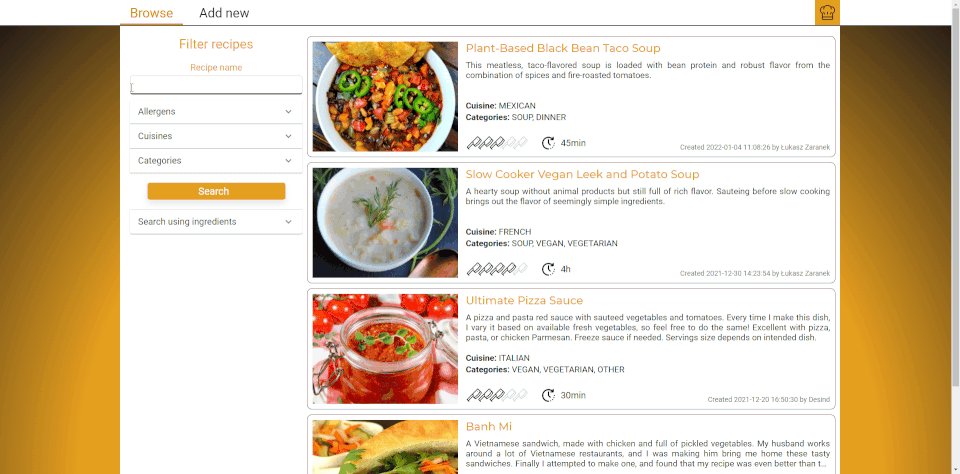 Browse
Add new
Filter recipes
Recipe name
Allergens
Cuisines
Categories
Search
Search using ingredients
Plant-Based Black Bean Taco Soup
This meatless, taco-flavored soup is loaded with bean protein and robust flavor from the
combination of spices and fire-roasted tomatoes.
Cuisine: MEXICAN
Categories: SOUP, DINNER
45min
Created 2022-01-04 11:08:26 by Łukasz Zaranek
Slow Cooker Vegan Leek and Potato Soup
A hearty soup without animal products but still full of rich flavor. Sauteing before slow cooking
brings out the flavor of seemingly simple ingredients.
Cuisine: FRENCH
Categories: SOUP, VEGAN, VEGETARIAN
4h
Created 2021-12-30 14:23:54 by Łukasz Zaranek
Ultimate Pizza Sauce
A pizza and pasta red sauce with sauteed vegetables and tomatoes. Every time I make this dish,
I vary it based on available fresh vegetables, so feel free to do the same! Excellent with pizza,
pasta, or chicken Parmesan. Freeze sauce if needed. Servings size depends on intended dish.
Cuisine: ITALIAN
Categories: VEGAN, VEGETARIAN, OTHER
30min
Created 2021-12-20 16:50:30 by Desind
Banh Mi
A Vietnamese sandwich, made with chicken and full of pickled vegetables. My husband works
around a lot of Vietnamese restaurants, and I was making him bring me home these tasty
sandwiches. Finally I attempted to make one, and found that my recipe was even better than t...